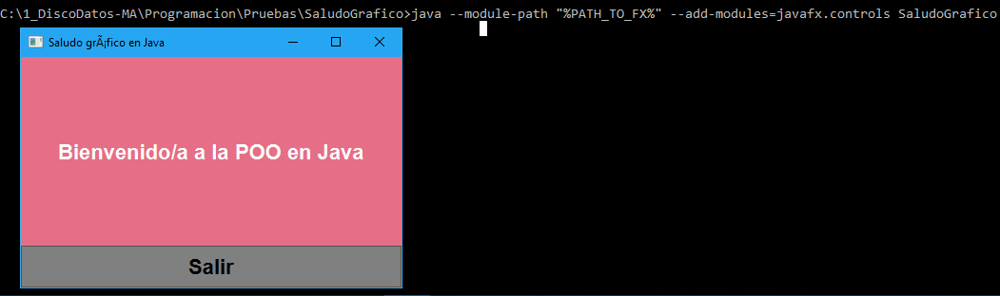 C:\1_DiscoDatos-MA\Programacion\Pruebas\SaludoGrafico>java --module-path "%PATH_TO_FX%" --add-modules=javafx.controls SaludoGrafico
Saludo grÃ¡fico en Java
Bienvenido/a a la POO en Java
Salir